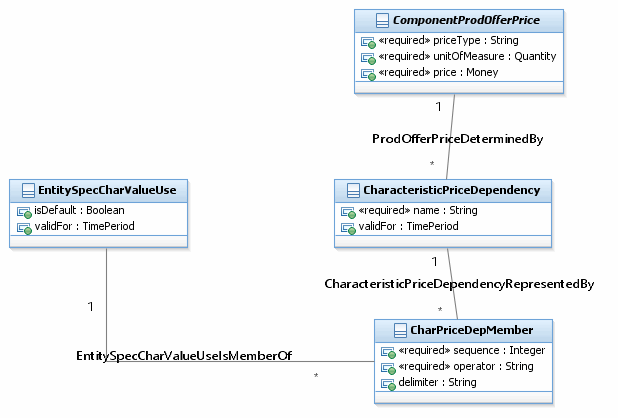 ComponentProdOfferPrice
«required» priceType : String
«required» unitOfMeasure : Quantity
«required» price : Money
1
ProdOfferPriceDeterminedBy
*
EntitySpecCharValueUse
isDefault : Boolean
validFor : TimePeriod
CharacteristicPriceDependency
«required» name : String
validFor : TimePeriod
1
CharacteristicPriceDependencyRepresentedBy
1
*
CharPriceDepMember
«required» sequence : Integer
«required» operator : String
delimiter : String
EntitySpecCharValueUseIsMemberOf
*